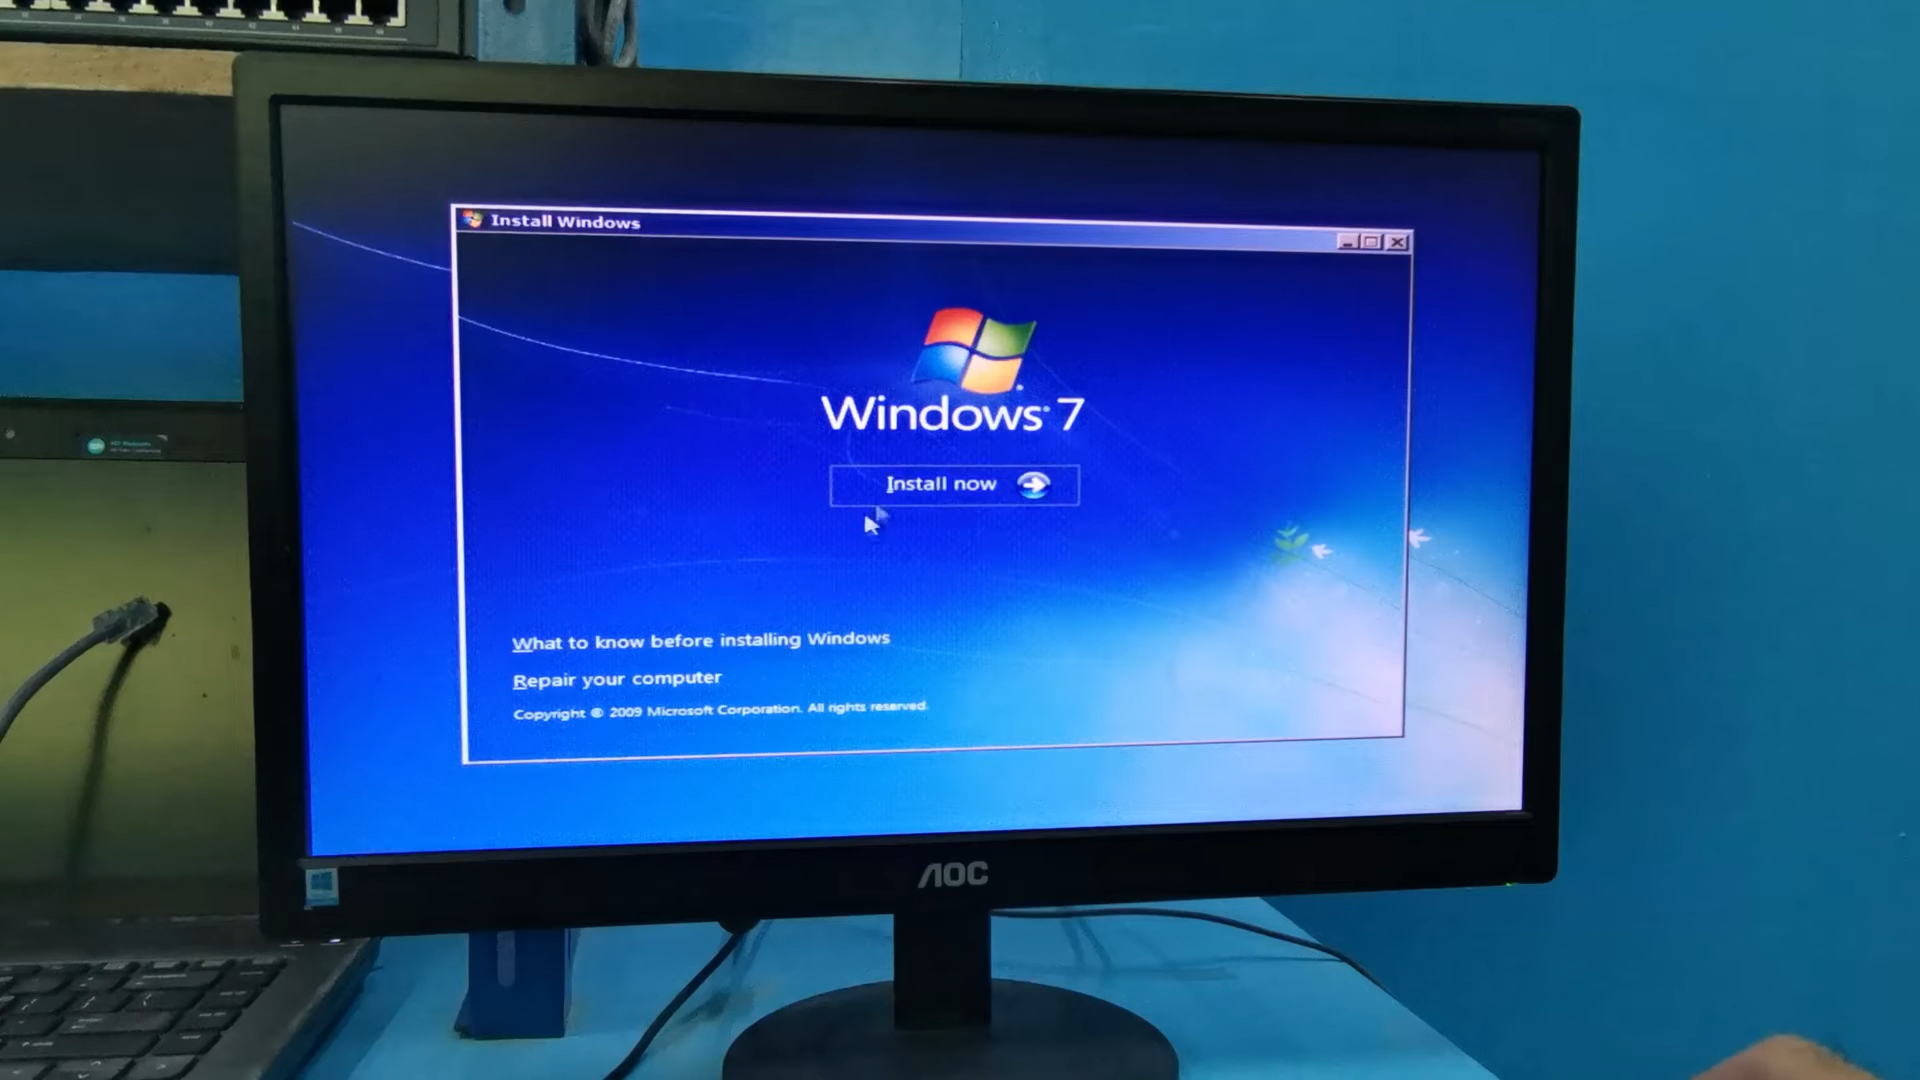 Install Windows
Windows 7
Install now
What to know before installing Windows
Repair your computer
Copyright © 2009 Microsoft Corporation. All rights reserved.
AOC